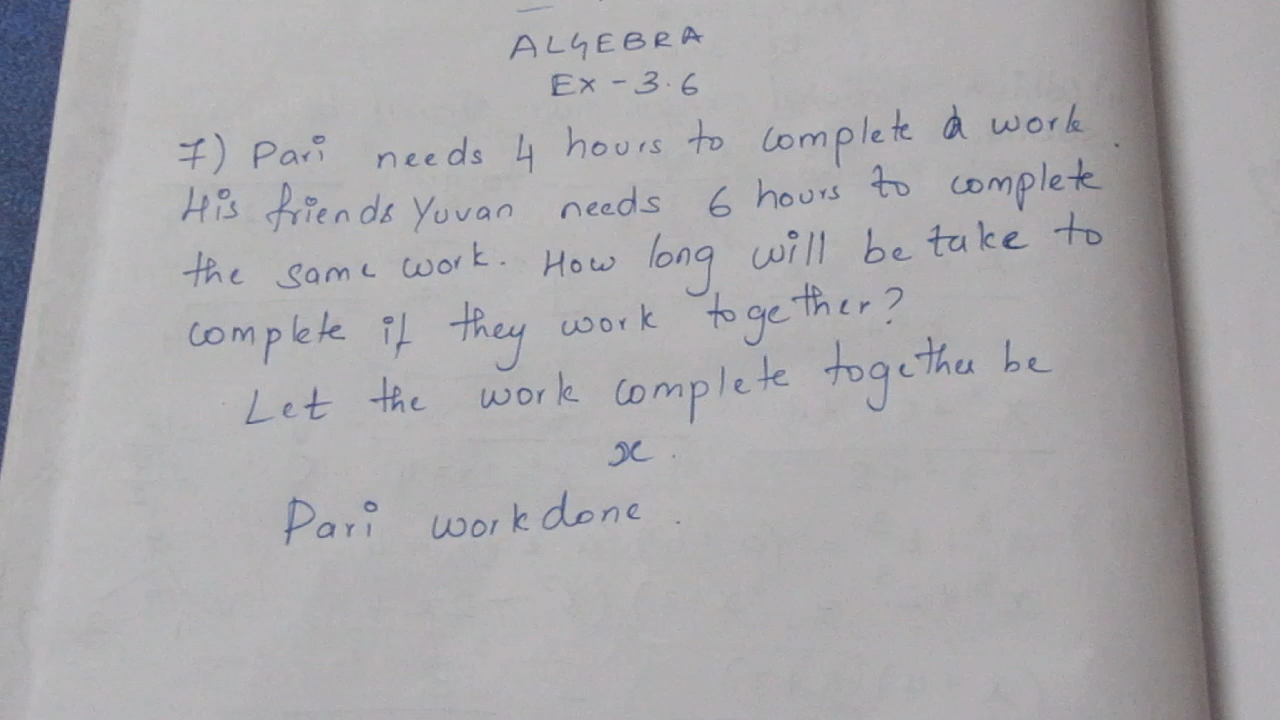 ALGEBRA
Ex - 3.6
7) Pari needs 4 hours to complete a work.
His friends Yuvan needs 6 hours to complete
the same work. How long will be take to
complete if they work together?
Let the work complete together be
x.
Pari workdone.